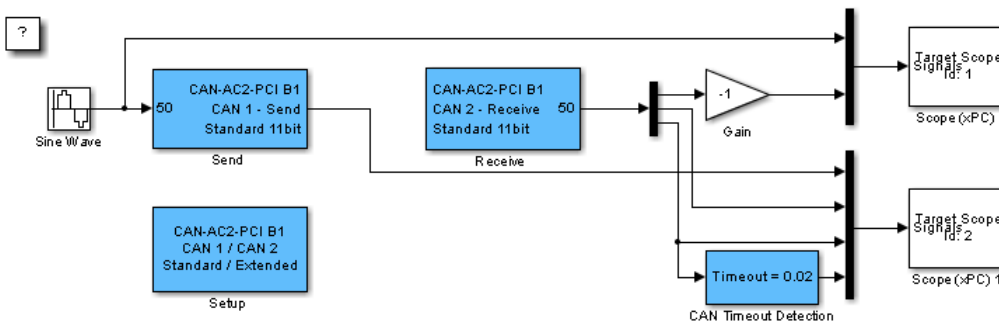 ?
Sine Wave
50
CAN-AC2-PCI B1
CAN 1 - Send
Standard 11bit
Send
CAN-AC2-PCI B1
CAN 2 - Receive
Standard 11bit
50
Receive
-1
Gain
Target Scope
Signals
Id: 1
Scope (xPC)
CAN-AC2-PCI B1
CAN 1 / CAN 2
Standard / Extended
Setup
Timeout = 0.02
CAN Timeout Detection
Target Scope
Signals
Id: 2
Scope (xPC) 1